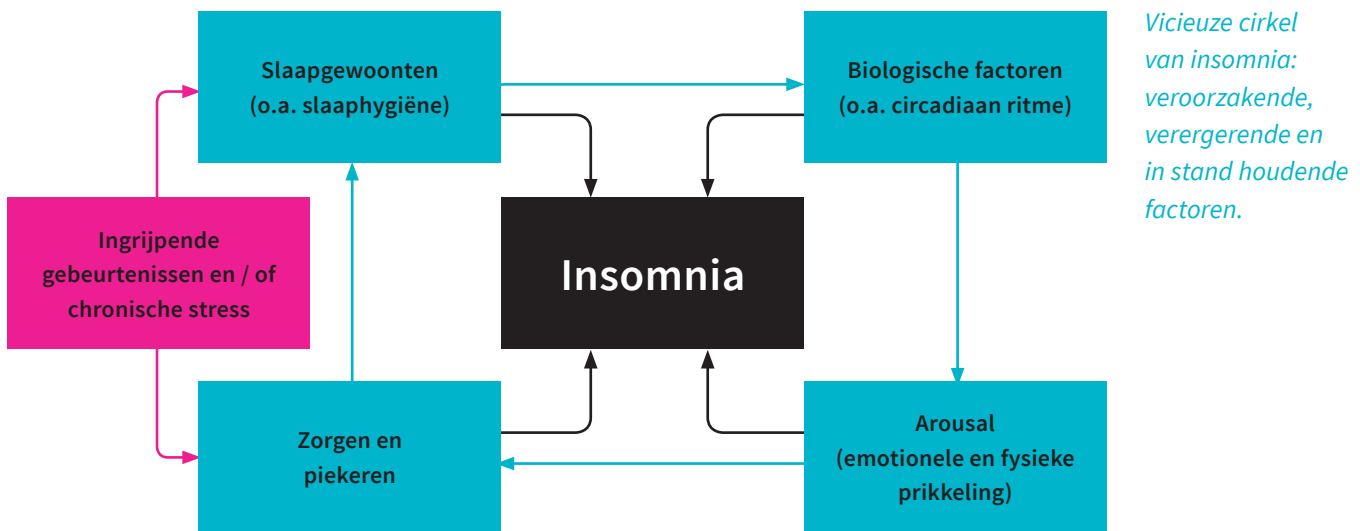 Slaapgewoonten
(o.a. slaaphygiëne)
Biologische factoren
(o.a. circadiaan ritme)
Vicieuze cirkel
van insomnia:
veroorzakende,
verergerende en
in stand houdende
factoren.
Ingrijpende
gebeurtenissen en / of
chronische stress
Insomnia
Zorgen en
piekeren
Arousal
(emotionele en fysieke
prikkeling)